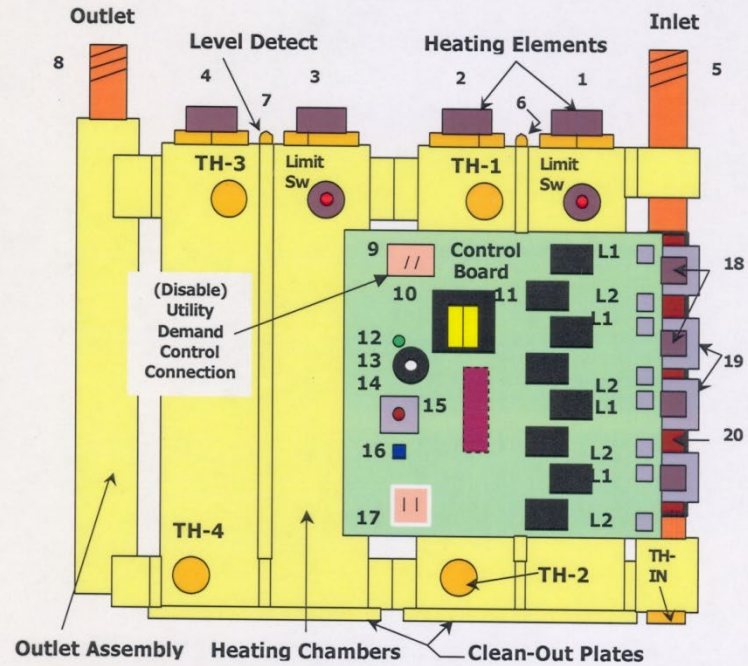 Outlet
Inlet
Level Detect
Heating Elements
8
4
7
3
2
6
1
5
TH-3
Limit
Sw
TH-1
Limit
Sw
9
Control
Board
L1
18
(Disable)
Utility
Demand
Control
Connection
10
11
L2
L1
12
13
14
19
L2
L1
15
16
20
L2
L1
17
L2
TH-4
TH-2
TH-
IN
Outlet Assembly
Heating Chambers
Clean-Out Plates